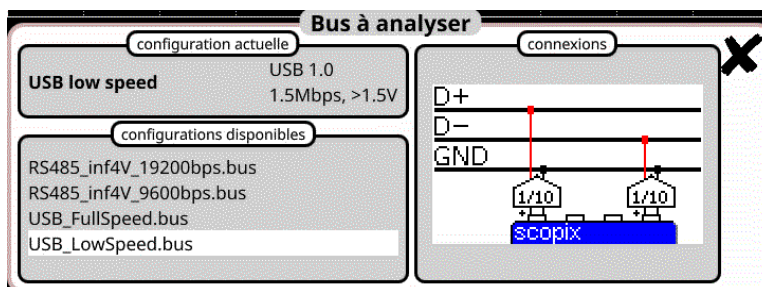 Bus à analyser
configuration actuelle
USB low speed
USB 1.0
1.5Mbps, >1.5V
configurations disponibles
RS485_inf4V_19200bps.bus
RS485_inf4V_9600bps.bus
USB_FullSpeed.bus
USB_LowSpeed.bus
connexions
D+
D−
GND
1/10 1/10
+ +
scopix